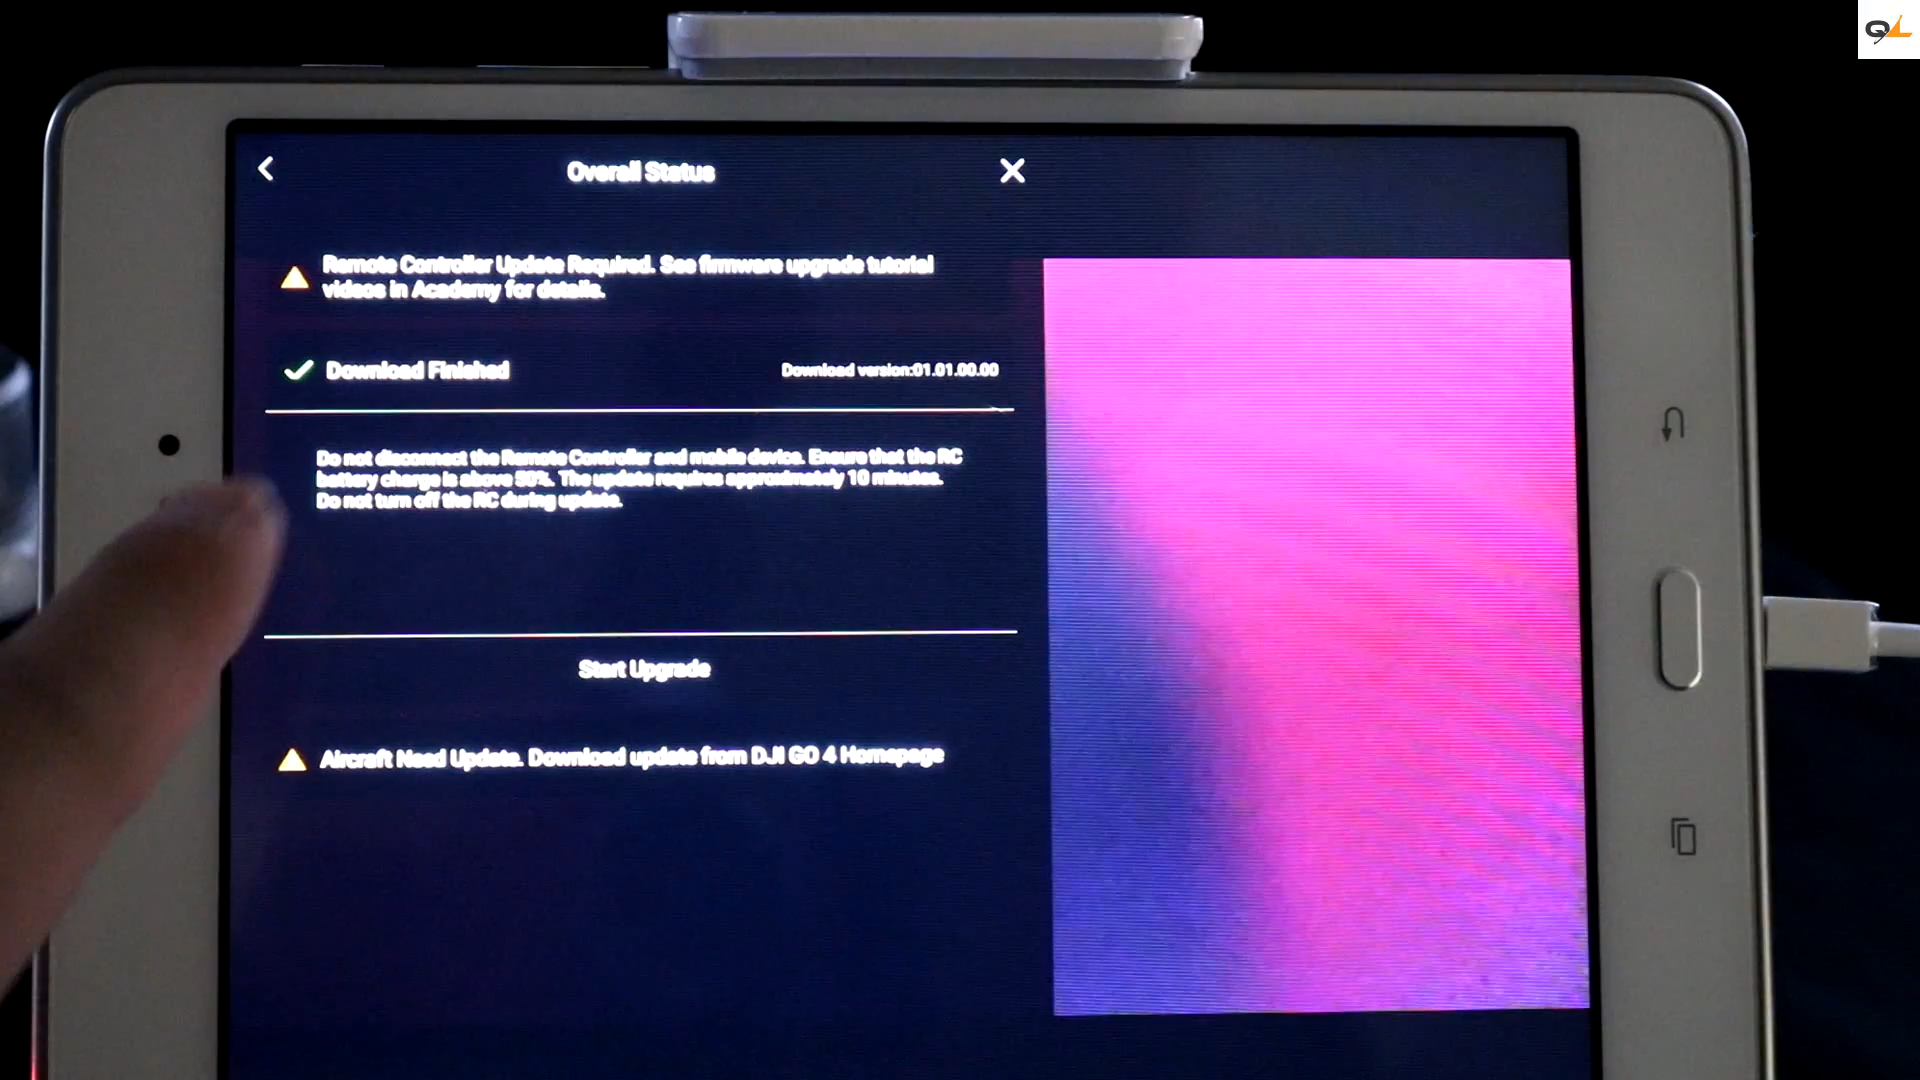 QL
Overall Status
Remote Controller Update Required. See firmware upgrade tutorial
videos in Academy for details.
Download Finished
Download version:01.01.00.00
Do not disconnect the Remote Controller and mobile device. Ensure that the RC
battery charge is above 50%. The update requires approximately 10 minutes.
Do not turn off the RC during update.
Start Upgrade
Aircraft Need Update. Download update from DJI GO 4 Homepage